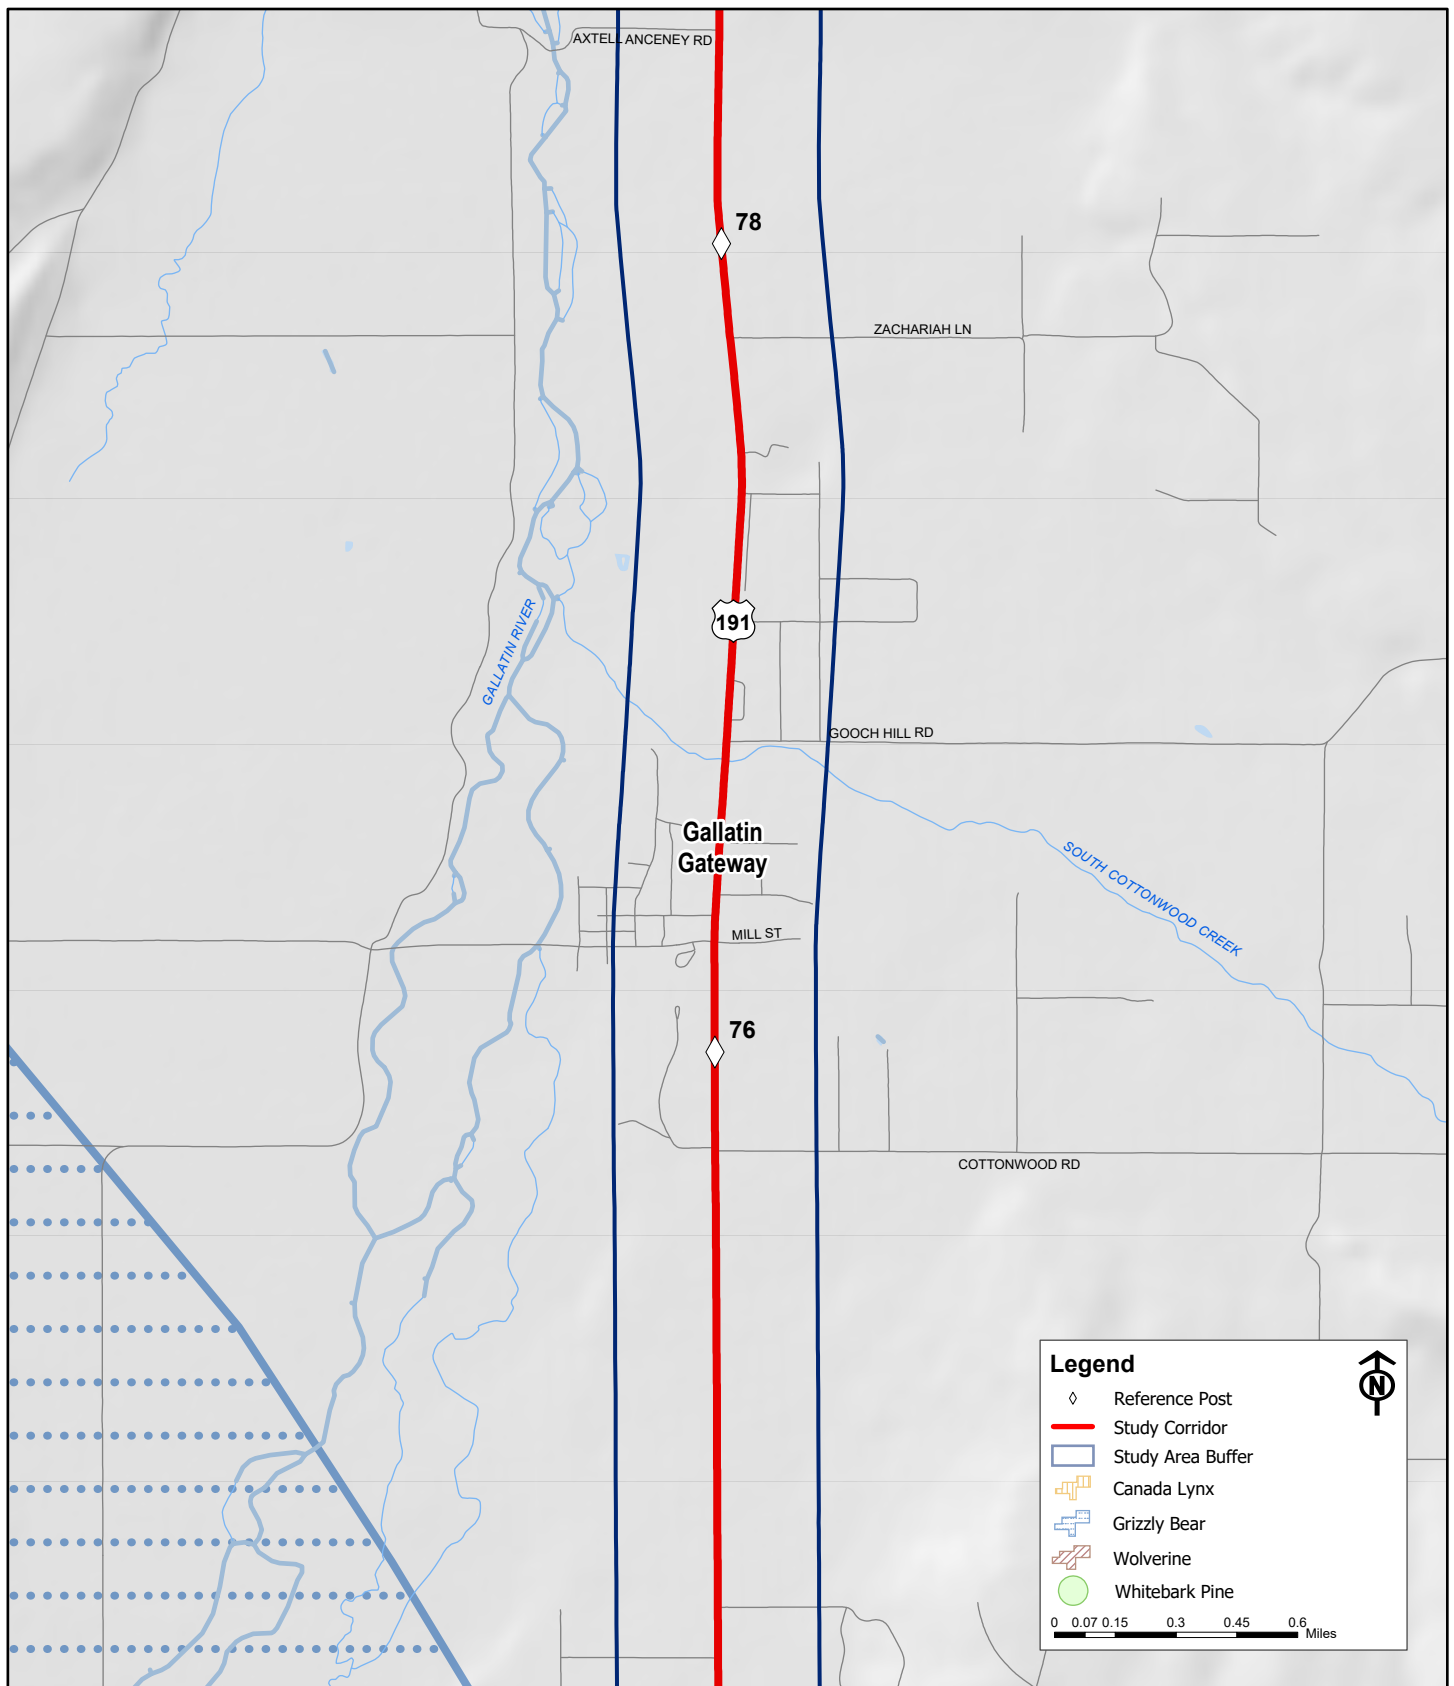 AXTELL ANCENEY RD
78
ZACHARIAH LN
GALLATIN RIVER
191
GOOCH HILL RD
Gallatin
Gateway
SOUTH COTTONWOOD CREEK
MILL ST
76
COTTONWOOD RD
Legend
N
Reference Post
Study Corridor
Study Area Buffer
Canada Lynx
Grizzly Bear
Wolverine
Whitebark Pine
0 0.07 0.15 0.3 0.45 0.6
Miles